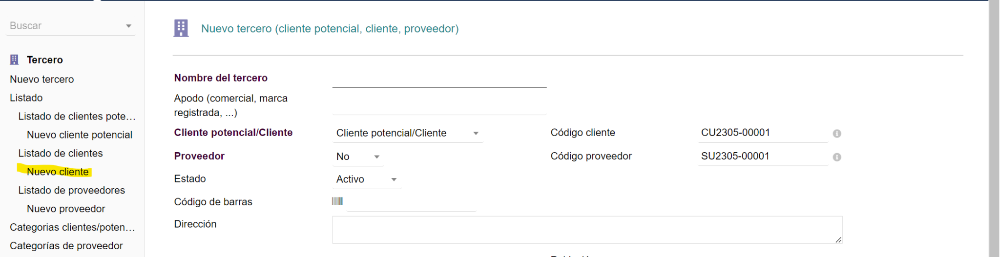 Buscar
Tercero
Nuevo tercero
Listado
Listado de clientes pote...
Nuevo cliente potencial
Listado de clientes
Nuevo cliente
Listado de proveedores
Nuevo proveedor
Categorias clientes/poten...
Categorías de proveedor
Nuevo tercero (cliente potencial, cliente, proveedor)
Nombre del tercero
Apodo (comercial, marca
registrada, ...)
Cliente potencial/Cliente Cliente potencial/Cliente Código cliente CU2305-00001
Proveedor No Código proveedor SU2305-00001
Estado Activo
Código de barras
Dirección